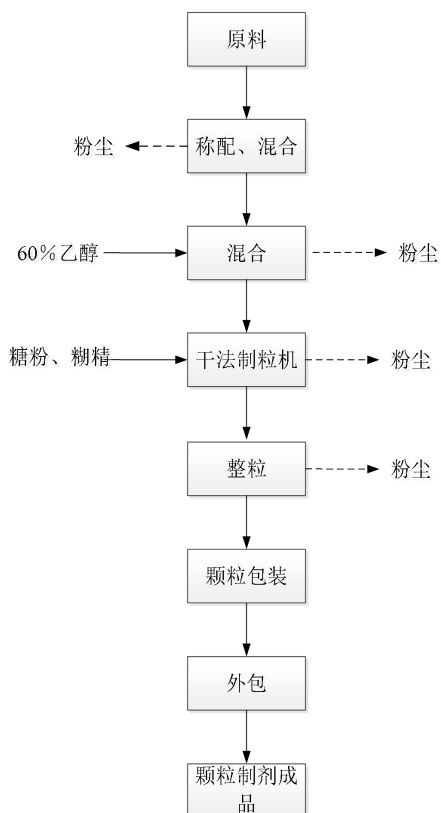 原料
粉尘
称配、混合
60%乙醇
混合
粉尘
糖粉、糊精
干法制粒机
粉尘
整粒
粉尘
颗粒包装
外包
颗粒制剂成
品